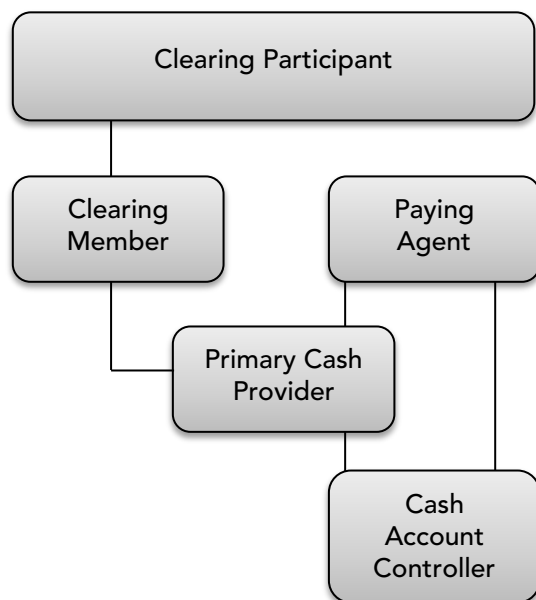 Clearing Participant
Clearing
Member
Paying
Agent
Primary Cash
Provider
Cash
Account
Controller